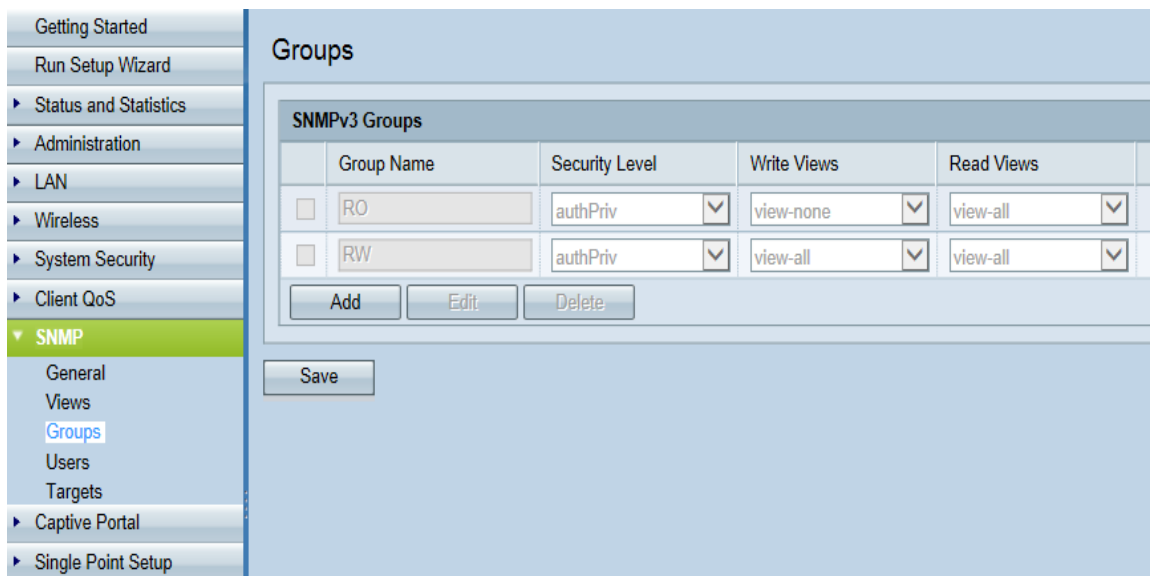 Getting Started
Run Setup Wizard
Status and Statistics
Administration
LAN
Wireless
System Security
Client QoS
SNMP
General
Views
Groups
Users
Targets
Captive Portal
Single Point Setup
Groups
SNMPv3 Groups
Group Name Security Level Write Views Read Views
RO authPriv view-none view-all
RW authPriv view-all view-all
Add Edit Delete
Save